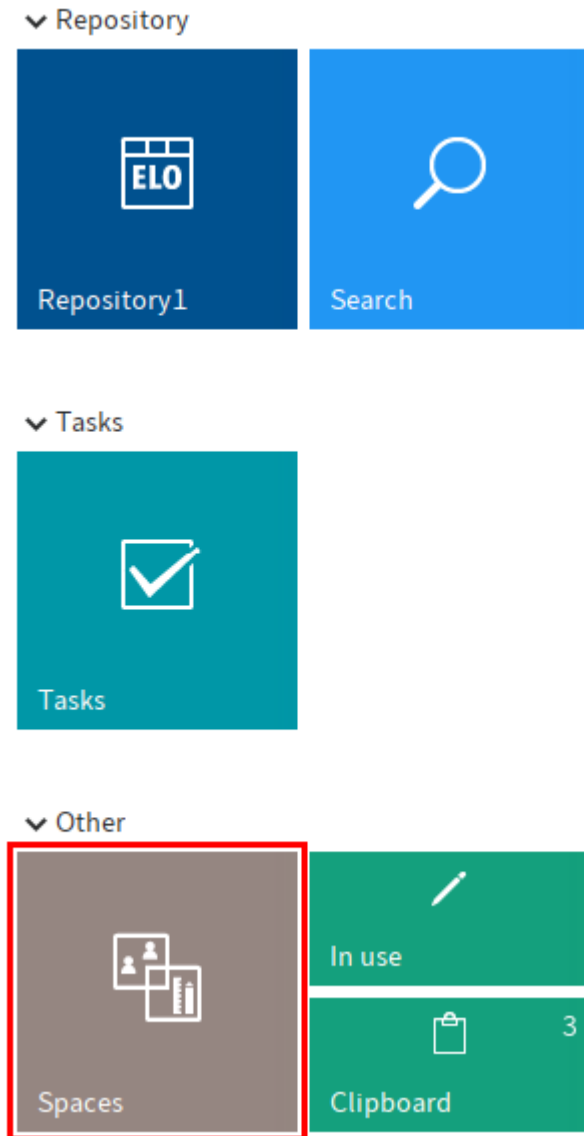 Repository
ELO
Repository1
Search
Tasks
Tasks
Other
In use
3
Spaces
Clipboard